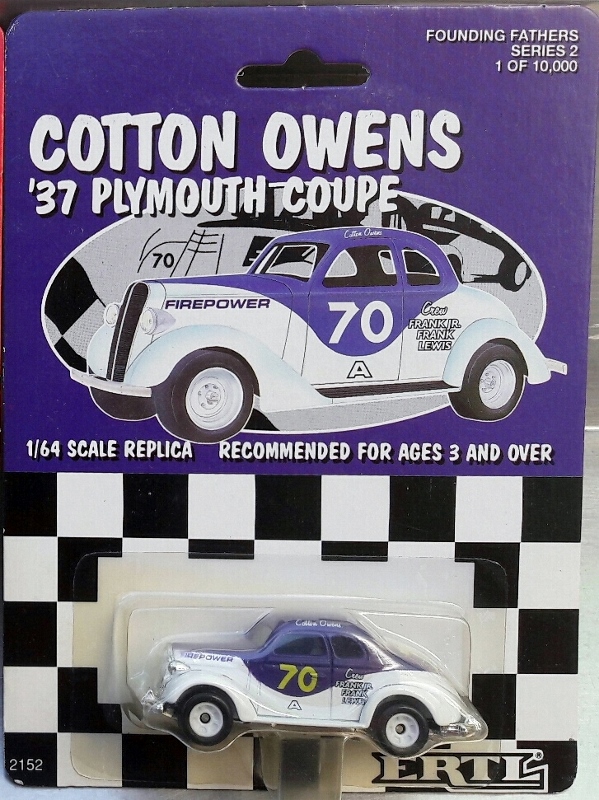 FOUNDING FATHERS
SERIES 2
1 OF 10,000
COTTON OWENS
'37 PLYMOUTH COUPE
70
Cotton Owens
FIREPOWER
70
Crew
FRANK JR.
FRANK
LEWIS
A
1/64 SCALE REPLICA RECOMMENDED FOR AGES 3 AND OVER
Cotton Owens
FIREPOWER
70
Crew
FRANK JR.
FRANK
LEWIS
A
2152
ERTL®